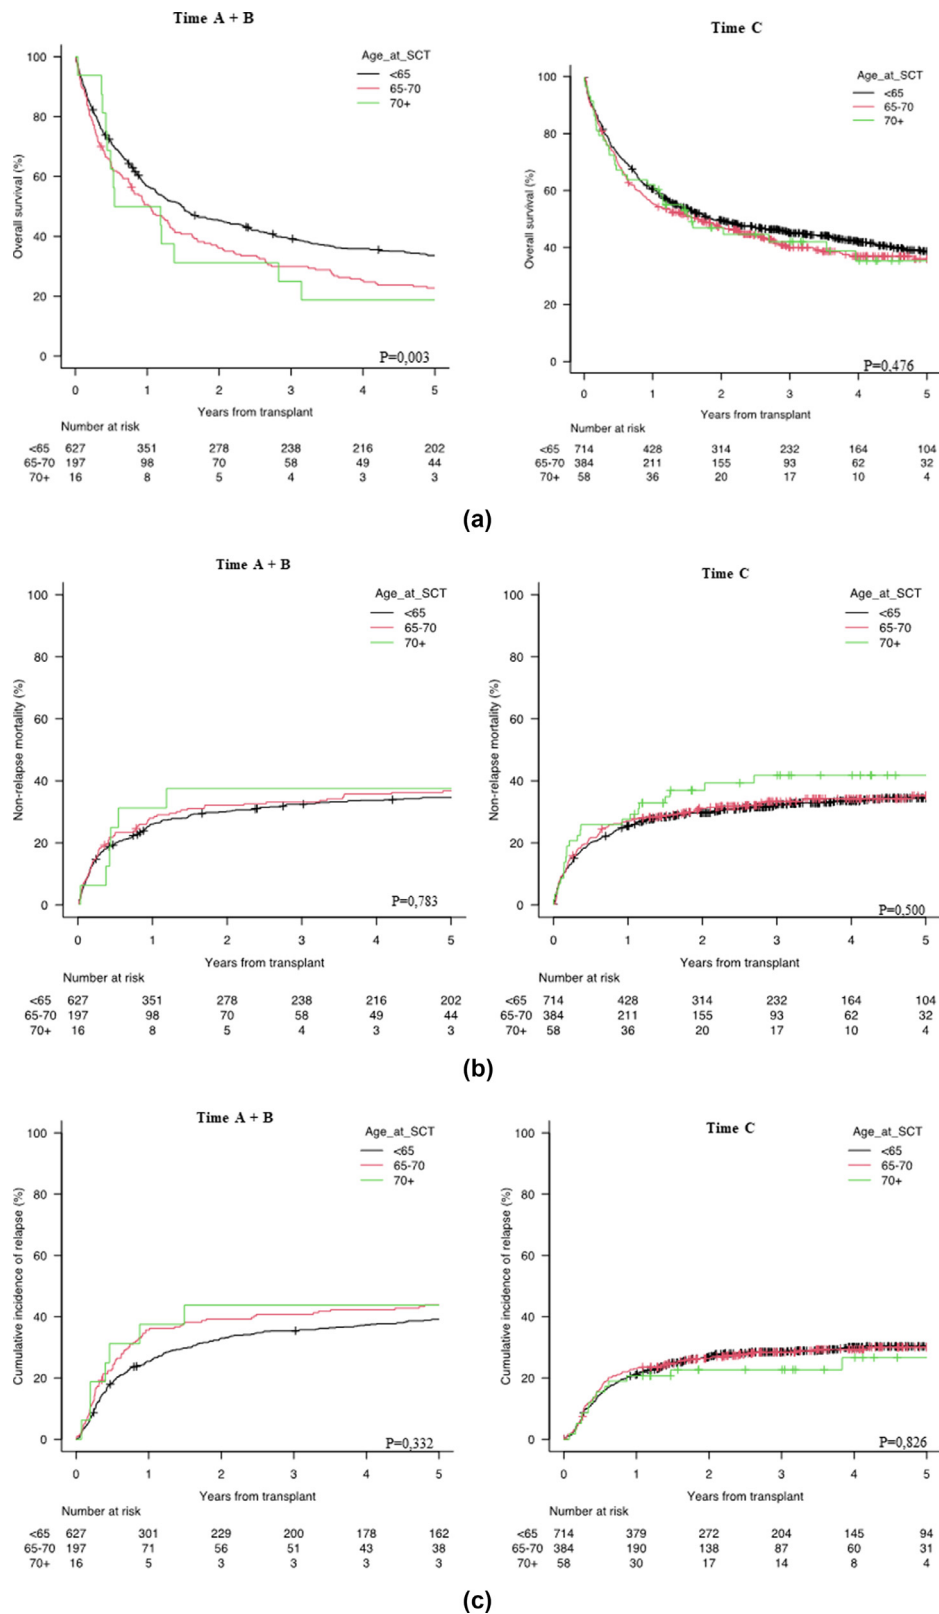 Time A + B
Age_at_SCT
<65
65-70
70+
100
80
60
40
20
0
Overall survival (%)
P=0,003
0 1 2 3 4 5
Years from transplant
Number at risk
<65 627 351 278 238 216 202
65-70 197 98 70 58 49 44
70+ 16 8 5 4 3 3
Time C
Age_at_SCT
<65
65-70
70+
100
80
60
40
20
0
Overall survival (%)
P=0,476
0 1 2 3 4 5
Years from transplant
Number at risk
<65 714 428 314 232 164 104
65-70 384 211 155 93 62 32
70+ 58 36 20 17 10 4
(a)
Time A + B
Age_at_SCT
<65
65-70
70+
100
80
60
40
20
0
Non-relapse mortality (%)
P=0,783
0 1 2 3 4 5
Years from transplant
Number at risk
<65 627 351 278 238 216 202
65-70 197 98 70 58 49 44
70+ 16 8 5 4 3 3
Time C
Age_at_SCT
<65
65-70
70+
100
80
60
40
20
0
Non-relapse mortality (%)
P=0,500
0 1 2 3 4 5
Years from transplant
Number at risk
<65 714 428 314 232 164 104
65-70 384 211 155 93 62 32
70+ 58 36 20 17 10 4
(b)
Time A + B
Age_at_SCT
<65
65-70
70+
100
80
60
40
20
0
Cumulative incidence of relapse (%)
P=0,332
0 1 2 3 4 5
Years from transplant
Number at risk
<65 627 301 229 200 178 162
65-70 197 71 56 51 43 38
70+ 16 5 3 3 3 3
Time C
Age_at_SCT
<65
65-70
70+
100
80
60
40
20
0
Cumulative incidence of relapse (%)
P=0,826
0 1 2 3 4 5
Years from transplant
Number at risk
<65 714 379 272 204 145 94
65-70 384 190 138 87 60 31
70+ 58 30 17 14 8 4
(c)